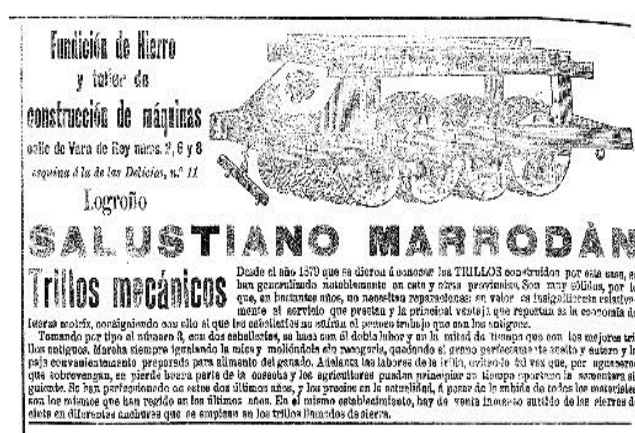 Fundición de Hierro
y taller de
construcción de máquinas
calle de Vara de Rey núms. 2, 6 y 8
esquina á la de las Delicias, n.º 11
Logroño
SALUSTIANO MARRODÁN
Trillos mecánicos
Desde el año 1879 que se dieron á conocer los TRILLOS construidos por esta casa, se
han generalizado notablemente en esta y otras provincias. Son muy sólidos, por lo
que, en bastantes años, no necesitan reparaciones: su valor es insignificante relativa-
mente al servicio que prestan y la principal ventaja que reportan es la economía de
fuerza motriz, consiguiendo con ello el que las caballerías no sufran el penoso trabajo que con los antiguos.
Tomando por tipo el número 3, con dos caballerías, se hace con él doble labor y en la mitad de tiempo que con los mejores tri-
llos antiguos. Marcha siempre igualando la mies y moliéndola sin recogerla, quedando el grano perfectamente suelto y entero y la
paja convenientemente preparada para alimento del ganado. Adelanta las labores de la trilla, evitando tal vez que, por aguaceros
que sobrevengan, se pierda buena parte de la cosecha y los agricultores puedan principiar en tiempo oportuno la sementera si-
guiente. Se han perfeccionado en estos dos últimos años, y los precios en la actualidad, á pesar de la subida de todos los materiales
son los mismos que han regido en los últimos años. En el mismo establecimiento, hay de venta inmenso surtido de las sierras de
cinta en diferentes anchuras que se emplean en los trillos llamados de sierra.